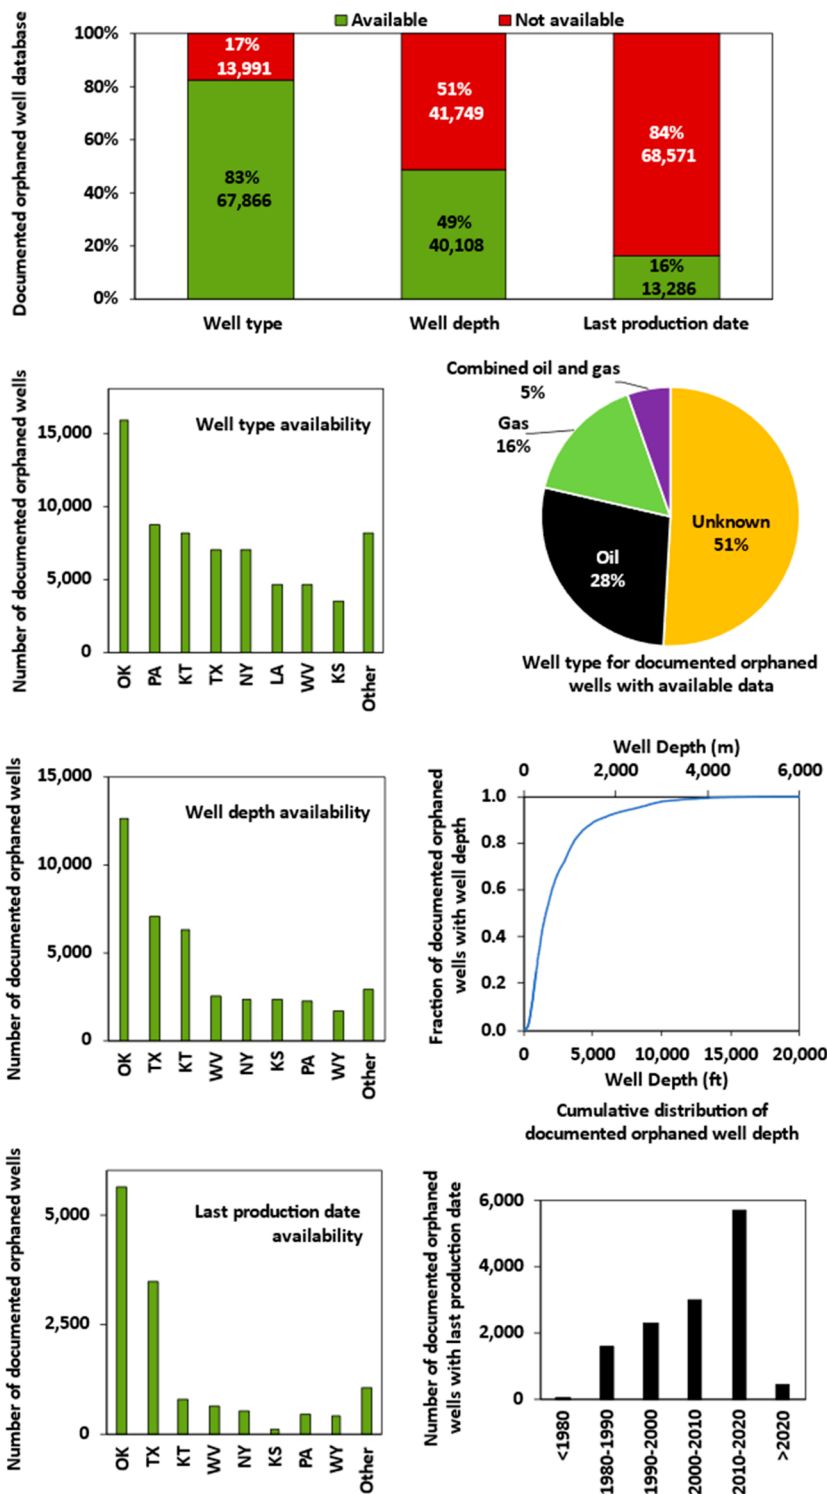 Available Not available
Documented orphaned well database
100%
80%
60%
40%
20%
0%
17%
13,991
83%
67,866
51%
41,749
49%
40,108
84%
68,571
16%
13,286
Well type Well depth Last production date
Number of documented orphaned wells
Well type availability
15,000
10,000
5,000
0
OK PA KT TX NY LA WV KS Other
Combined oil and gas
5%
Gas
16%
Unknown
51%
Oil
28%
Well type for documented orphaned
wells with available data
Number of documented orphaned wells
Well depth availability
15,000
10,000
5,000
0
OK TX KT WV NY KS PA WY Other
Well Depth (m)
0 2,000 4,000 6,000
Fraction of documented orphaned
wells with well depth
1.0
0.8
0.6
0.4
0.2
0.0
0 5,000 10,000 15,000 20,000
Well Depth (ft)
Cumulative distribution of
documented orphaned well depth
Number of documented orphaned wells
Last production date
availability
5,000
2,500
0
OK TX KT WV NY KS PA WY Other
Number of documented orphaned
wells with last production date
6,000
4,000
2,000
0
<1980 1980-1990 1990-2000 2000-2010 2010-2020 >2020